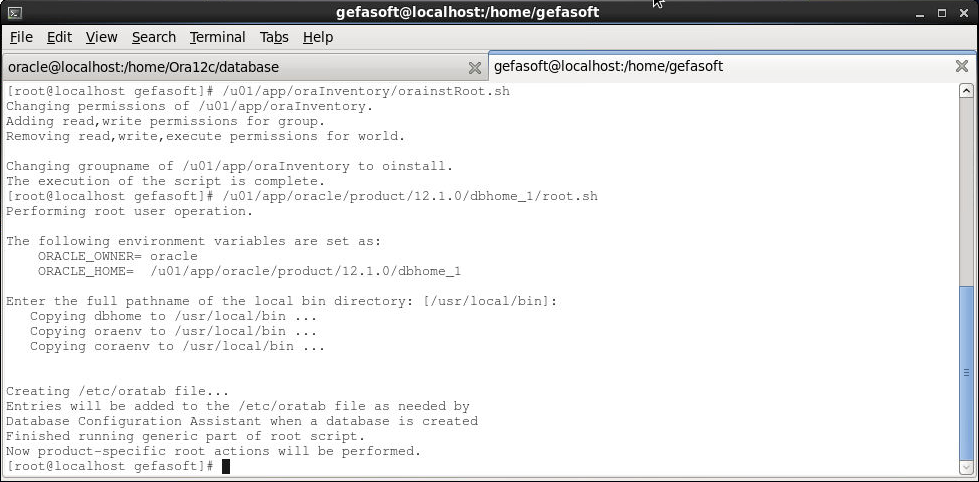 gefasoft@localhost:/home/gefasoft
File Edit View Search Terminal Tabs Help
oracle@localhost:/home/Ora12c/database
gefasoft@localhost:/home/gefasoft
[root@localhost gefasoft]# /u01/app/oraInventory/orainstRoot.sh
Changing permissions of /u01/app/oraInventory.
Adding read,write permissions for group.
Removing read,write,execute permissions for world.

Changing groupname of /u01/app/oraInventory to oinstall.
The execution of the script is complete.
[root@localhost gefasoft]# /u01/app/oracle/product/12.1.0/dbhome_1/root.sh
Performing root user operation.

The following environment variables are set as:
    ORACLE_OWNER= oracle
    ORACLE_HOME=  /u01/app/oracle/product/12.1.0/dbhome_1

Enter the full pathname of the local bin directory: [/usr/local/bin]:
   Copying dbhome to /usr/local/bin ...
   Copying oraenv to /usr/local/bin ...
   Copying coraenv to /usr/local/bin ...


Creating /etc/oratab file...
Entries will be added to the /etc/oratab file as needed by
Database Configuration Assistant when a database is created
Finished running generic part of root script.
Now product-specific root actions will be performed.
[root@localhost gefasoft]#